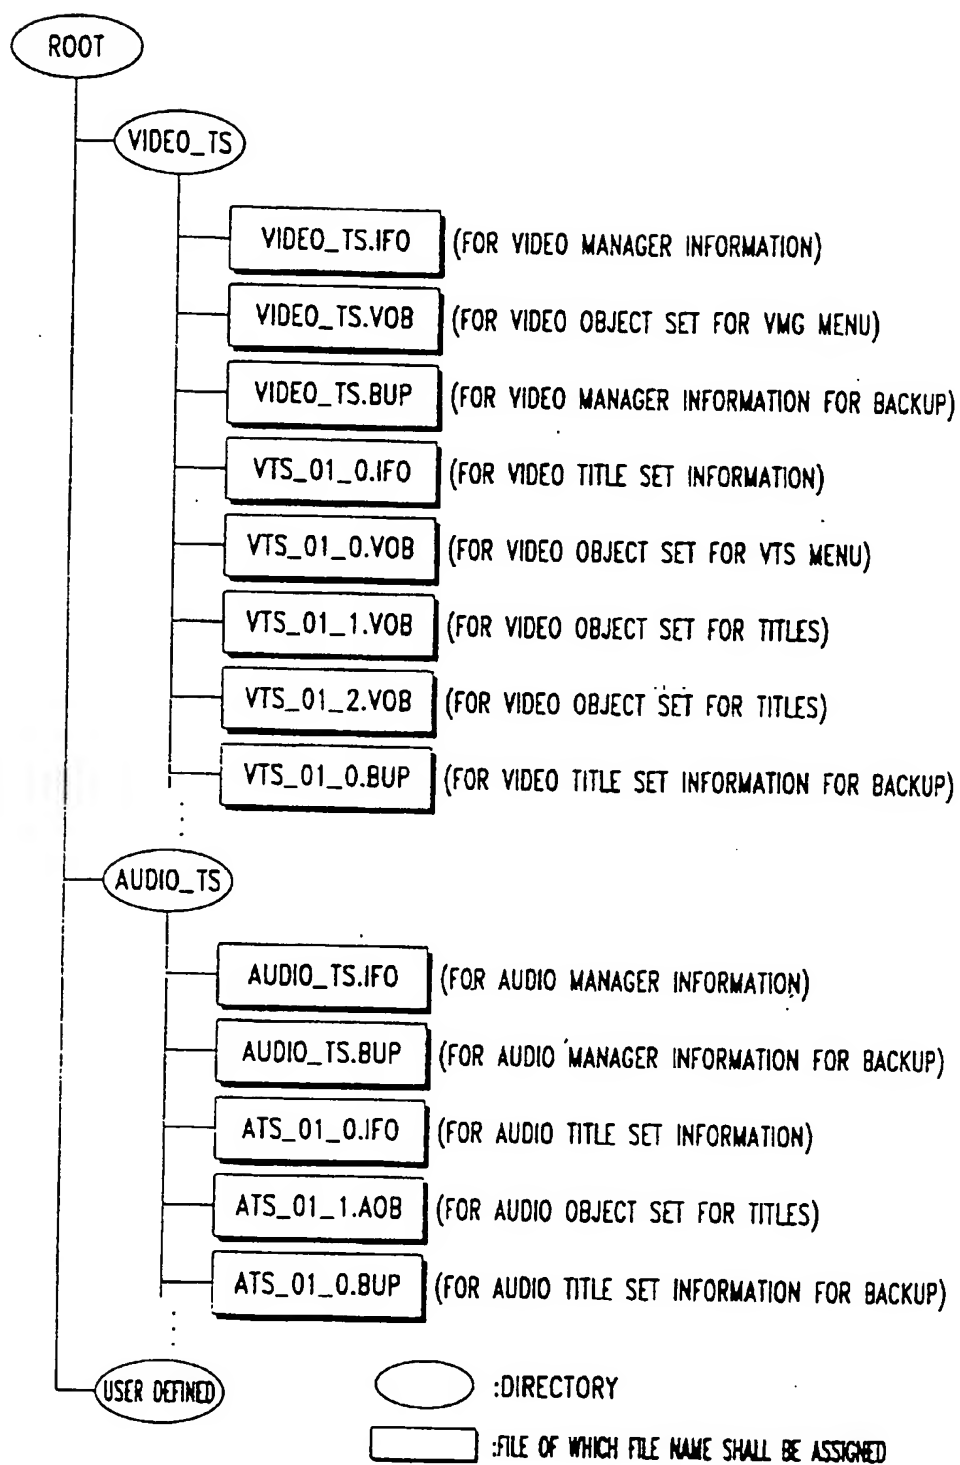 ROOT
VIDEO_TS
VIDEO_TS.IFO (FOR VIDEO MANAGER INFORMATION)
VIDEO_TS.VOB (FOR VIDEO OBJECT SET FOR VMG MENU)
VIDEO_TS.BUP (FOR VIDEO MANAGER INFORMATION FOR BACKUP)
VTS_01_0.IFO (FOR VIDEO TITLE SET INFORMATION)
VTS_01_0.VOB (FOR VIDEO OBJECT SET FOR VTS MENU)
VTS_01_1.VOB (FOR VIDEO OBJECT SET FOR TITLES)
VTS_01_2.VOB (FOR VIDEO OBJECT SET FOR TITLES)
VTS_01_0.BUP (FOR VIDEO TITLE SET INFORMATION FOR BACKUP)
AUDIO_TS
AUDIO_TS.IFO (FOR AUDIO MANAGER INFORMATION)
AUDIO_TS.BUP (FOR AUDIO MANAGER INFORMATION FOR BACKUP)
ATS_01_0.IFO (FOR AUDIO TITLE SET INFORMATION)
ATS_01_1.AOB (FOR AUDIO OBJECT SET FOR TITLES)
ATS_01_0.BUP (FOR AUDIO TITLE SET INFORMATION FOR BACKUP)
USER DEFINED
:DIRECTORY
:FILE OF WHICH FILE NAME SHALL BE ASSIGNED